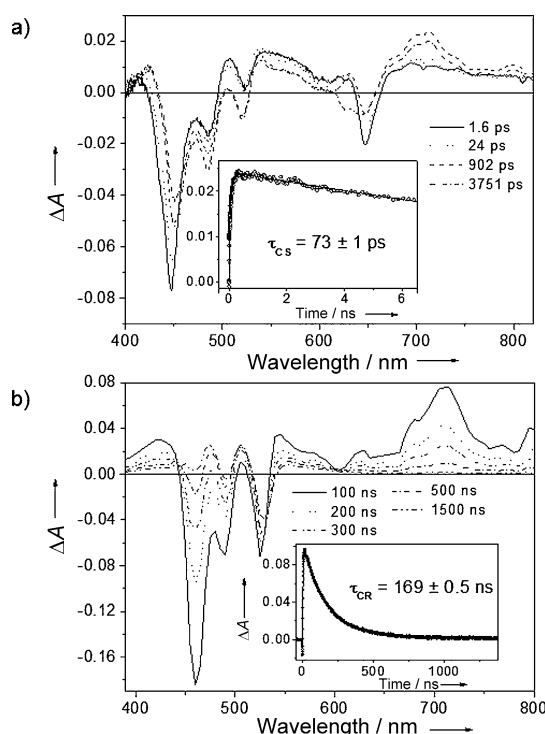 a)
0.02
0.00
-0.02
-0.04
-0.06
-0.08
ΔA
1.6 ps
24 ps
902 ps
3751 ps
0.02
0.01
0.00
τCS = 73 ± 1 ps
0 2 4 6
Time / ns
400 500 600 700 800
Wavelength / nm
b)
0.08
0.04
0.00
-0.04
-0.08
-0.12
-0.16
ΔA
100 ns 500 ns
200 ns 1500 ns
300 ns
0.08
0.04
0.00
ΔA
τCR = 169 ± 0.5 ns
0 500 1000
Time / ns
400 500 600 700 800
Wavelength / nm